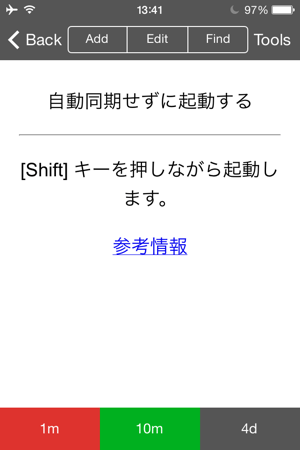 13:41
97%
Back
Add
Edit
Find
Tools
自動同期せずに起動する
[Shift] キーを押しながら起動し
ます。
参考情報
1m
10m
4d